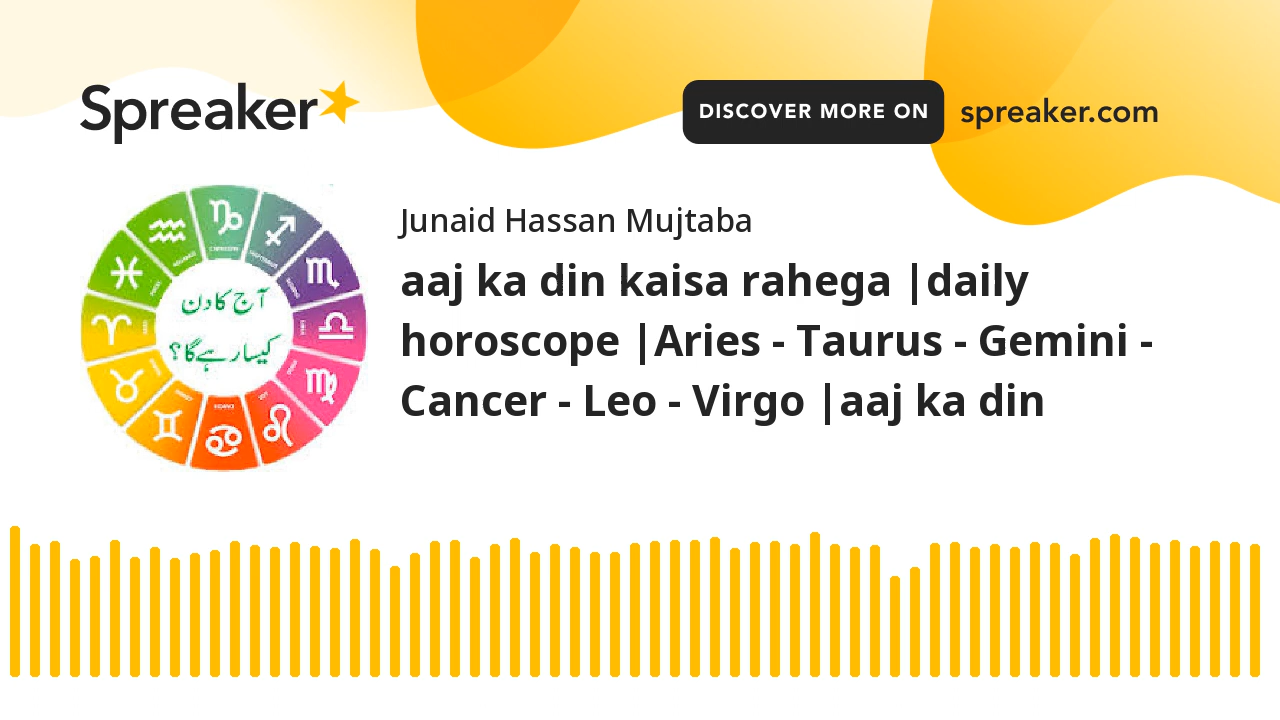 Spreaker
DISCOVER MORE ON
spreaker.com
Junaid Hassan Mujtaba
aaj ka din kaisa rahega |daily
horoscope |Aries - Taurus - Gemini -
Cancer - Leo - Virgo |aaj ka din
آج کا دن
کیسا رہے گا؟